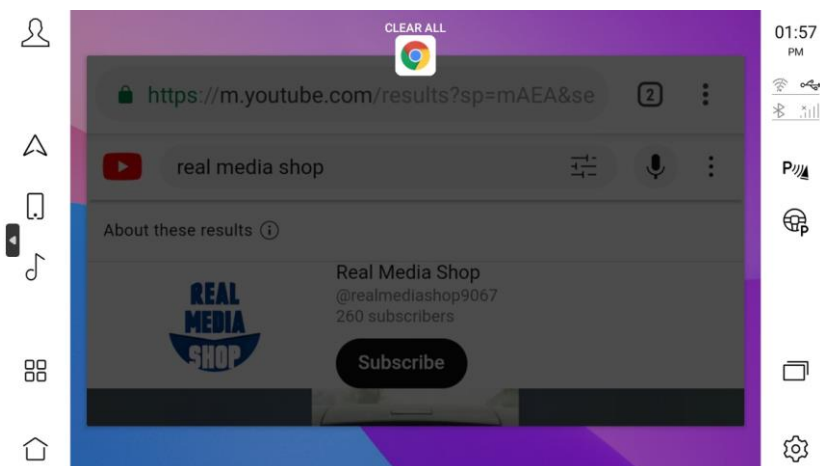 CLEAR ALL
01:57
PM
https://m.youtube.com/results?sp=mAEA&se
2
real media shop
About these results
REAL
MEDIA
SHOP
Real Media Shop
@realmediashop9067
260 subscribers
Subscribe
P
P